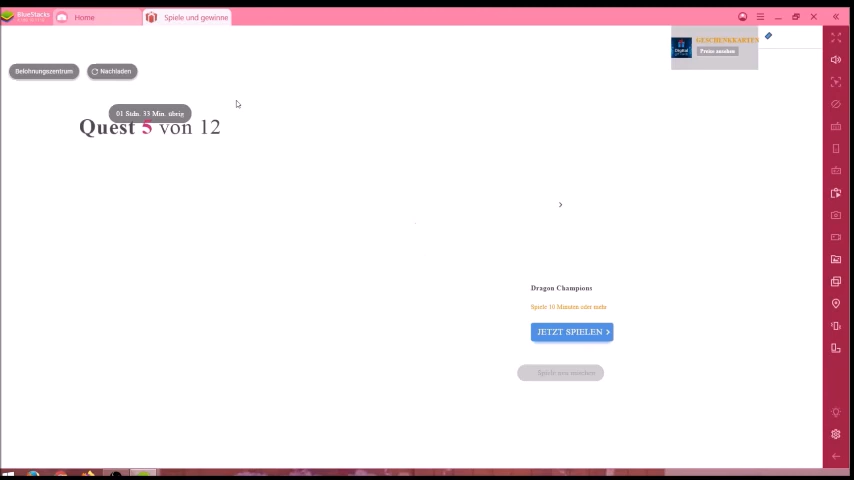 BlueStacks
Home
Spiele und gewinne
GESCHENKKARTEN
Digital
Preise ansehen
Belohnungszentrum
Nachladen
01 Stdn. 33 Min. übrig
Quest 5 von 12
Dragon Champions
Spiele 10 Minuten oder mehr
JETZT SPIELEN
Spiele neu mischen